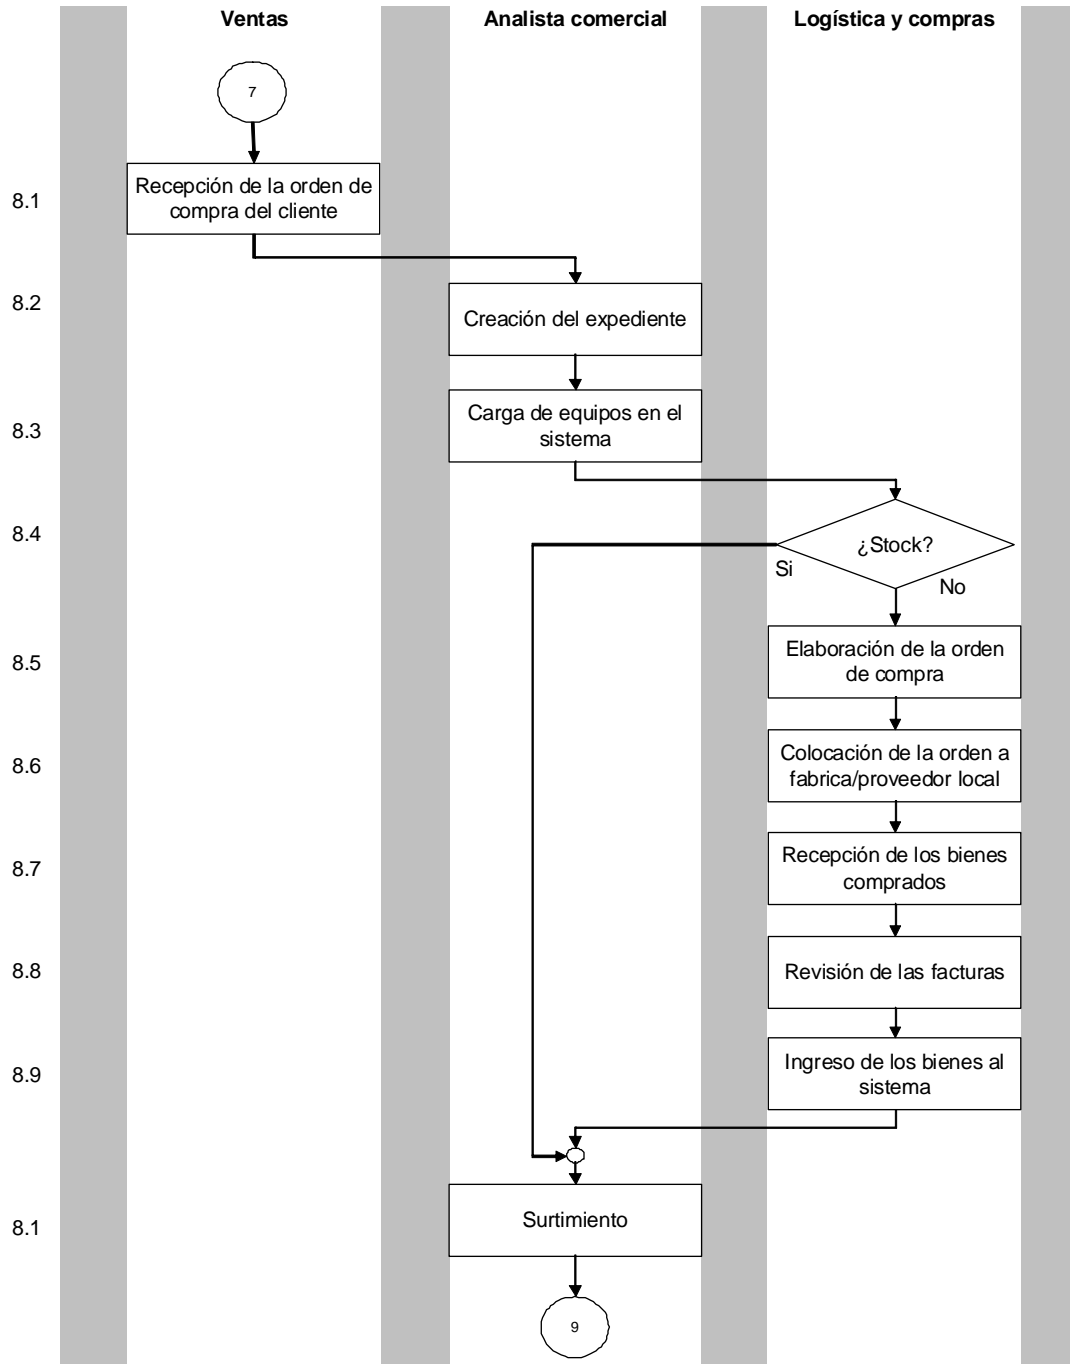 Ventas
Analista comercial
Logística y compras
7
8.1
Recepción de la orden de
compra del cliente
8.2
Creación del expediente
8.3
Carga de equipos en el
sistema
8.4
¿Stock?
Si
No
8.5
Elaboración de la orden
de compra
8.6
Colocación de la orden a
fabrica/proveedor local
8.7
Recepción de los bienes
comprados
8.8
Revisión de las facturas
8.9
Ingreso de los bienes al
sistema
8.1
Surtimiento
9